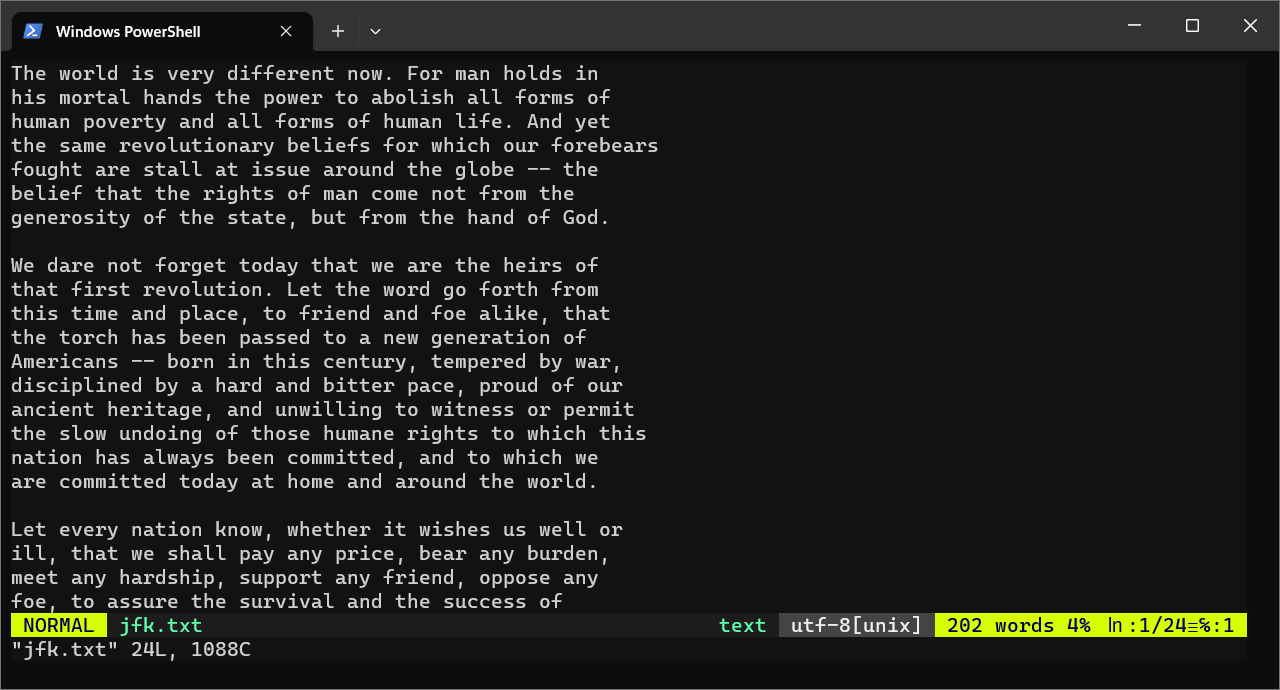 Windows PowerShell
The world is very different now. For man holds in
his mortal hands the power to abolish all forms of
human poverty and all forms of human life. And yet
the same revolutionary beliefs for which our forebears
fought are stall at issue around the globe -- the
belief that the rights of man come not from the
generosity of the state, but from the hand of God.

We dare not forget today that we are the heirs of
that first revolution. Let the word go forth from
this time and place, to friend and foe alike, that
the torch has been passed to a new generation of
Americans -- born in this century, tempered by war,
disciplined by a hard and bitter pace, proud of our
ancient heritage, and unwilling to witness or permit
the slow undoing of those humane rights to which this
nation has always been committed, and to which we
are committed today at home and around the world.

Let every nation know, whether it wishes us well or
ill, that we shall pay any price, bear any burden,
meet any hardship, support any friend, oppose any
foe, to assure the survival and the success of
NORMAL jfk.txt text utf-8[unix] 202 words 4% ㏑:1/24≡℅:1
"jfk.txt" 24L, 1088C